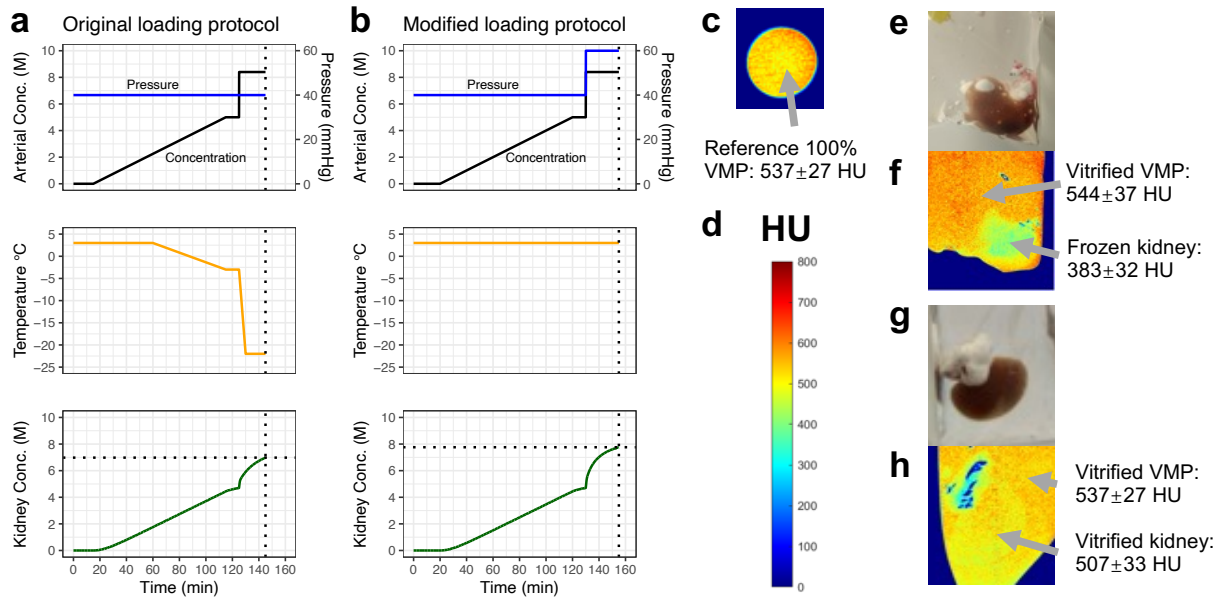 a
Original loading protocol
Arterial Conc. (M)
10
8
6
4
2
0
Pressure
Concentration
60
40
20
0
Pressure (mmHg)
Temperature °C
5
0
−5
−10
−15
−20
−25
Kidney Conc. (M)
10
8
6
4
2
0
0 20 40 60 80 100 120 140 160
Time (min)
b
Modified loading protocol
Arterial Conc. (M)
10
8
6
4
2
0
Pressure
Concentration
60
40
20
0
Pressure (mmHg)
Temperature °C
5
0
−5
−10
−15
−20
−25
Kidney Conc. (M)
10
8
6
4
2
0
0 20 40 60 80 100 120 140 160
Time (min)
c
Reference 100%
VMP: 537±27 HU
d
HU
800
700
600
500
400
300
200
100
0
e
f
Vitrified VMP:
544±37 HU
Frozen kidney:
383±32 HU
g
h
Vitrified VMP:
537±27 HU
Vitrified kidney:
507±33 HU